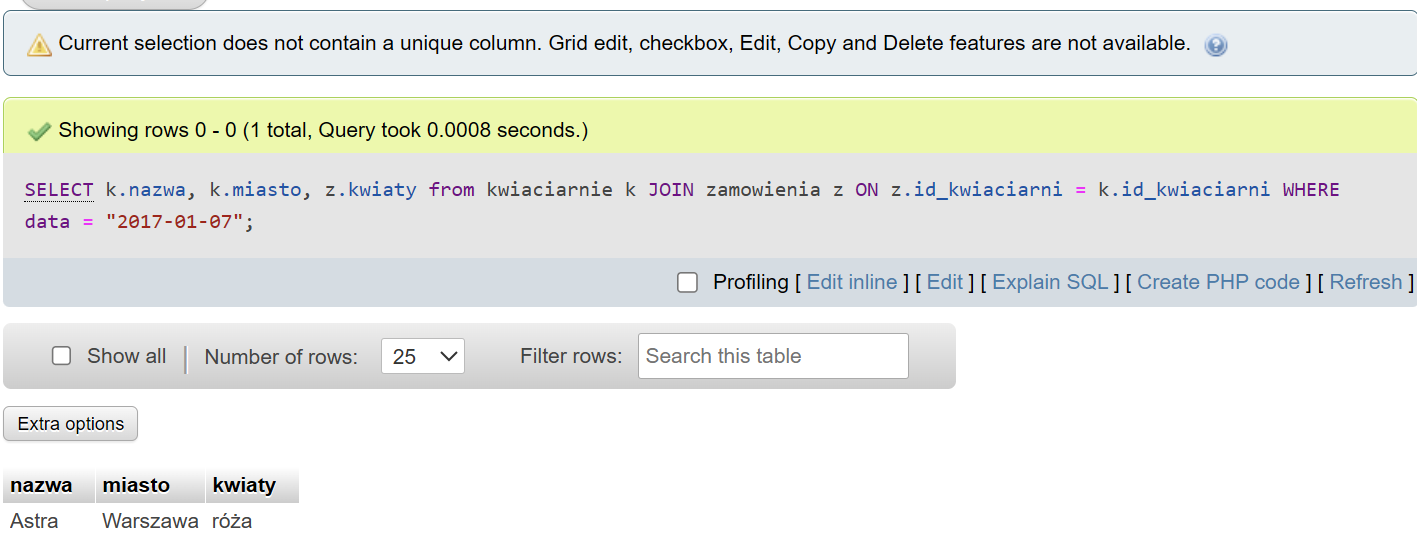 Current selection does not contain a unique column. Grid edit, checkbox, Edit, Copy and Delete features are not available.
Showing rows 0 - 0 (1 total, Query took 0.0008 seconds.)
SELECT k.nazwa, k.miasto, z.kwiaty from kwiaciarnie k JOIN zamowienia z ON z.id_kwiaciarni = k.id_kwiaciarni WHERE
data = "2017-01-07";
Profiling [ Edit inline ] [ Edit ] [ Explain SQL ] [ Create PHP code ] [ Refresh ]
Show all | Number of rows: 25 Filter rows: Search this table
Extra options
nazwa miasto kwiaty
Astra Warszawa róża